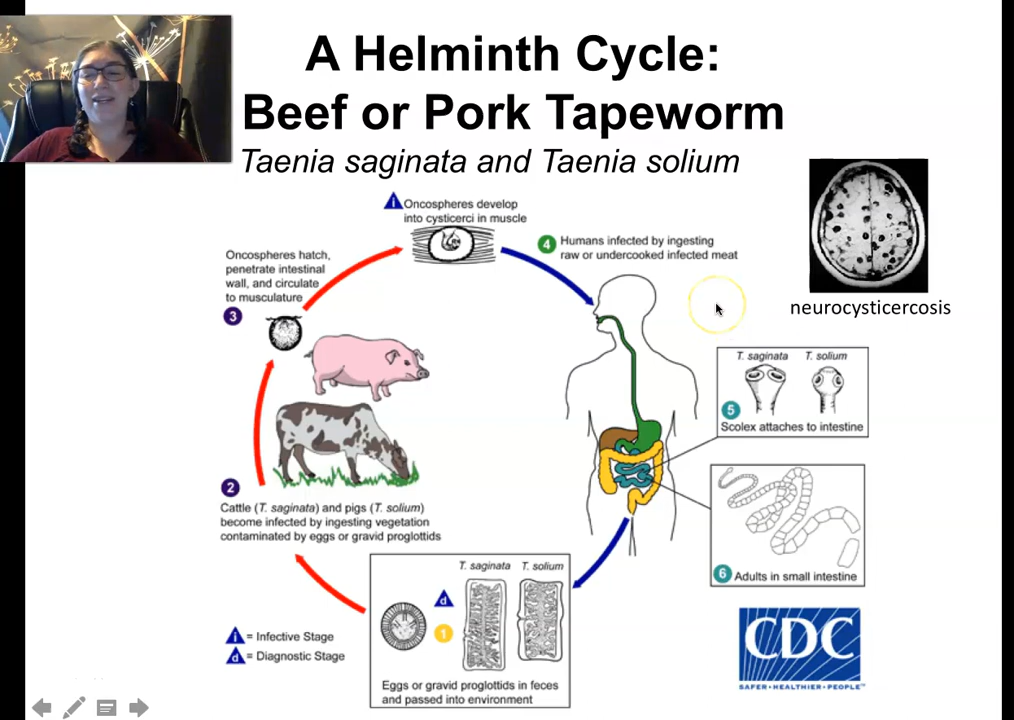 A Helminth Cycle:
Beef or Pork Tapeworm
Taenia saginata and Taenia solium
i
Oncospheres develop
into cysticerci in muscle
4
Humans infected by ingesting
raw or undercooked infected meat
neurocysticercosis
Oncospheres hatch,
penetrate intestinal
wall, and circulate
to musculature
3
T. saginata T. solium
5
Scolex attaches to intestine
2
Cattle (T. saginata) and pigs (T. solium)
become infected by ingesting vegetation
contaminated by eggs or gravid proglottids
6 Adults in small intestine
T. saginata T. solium
d
1
Eggs or gravid proglottids in feces
and passed into environment
i = Infective Stage
d = Diagnostic Stage
CDC
SAFER•HEALTHIER•PEOPLE™